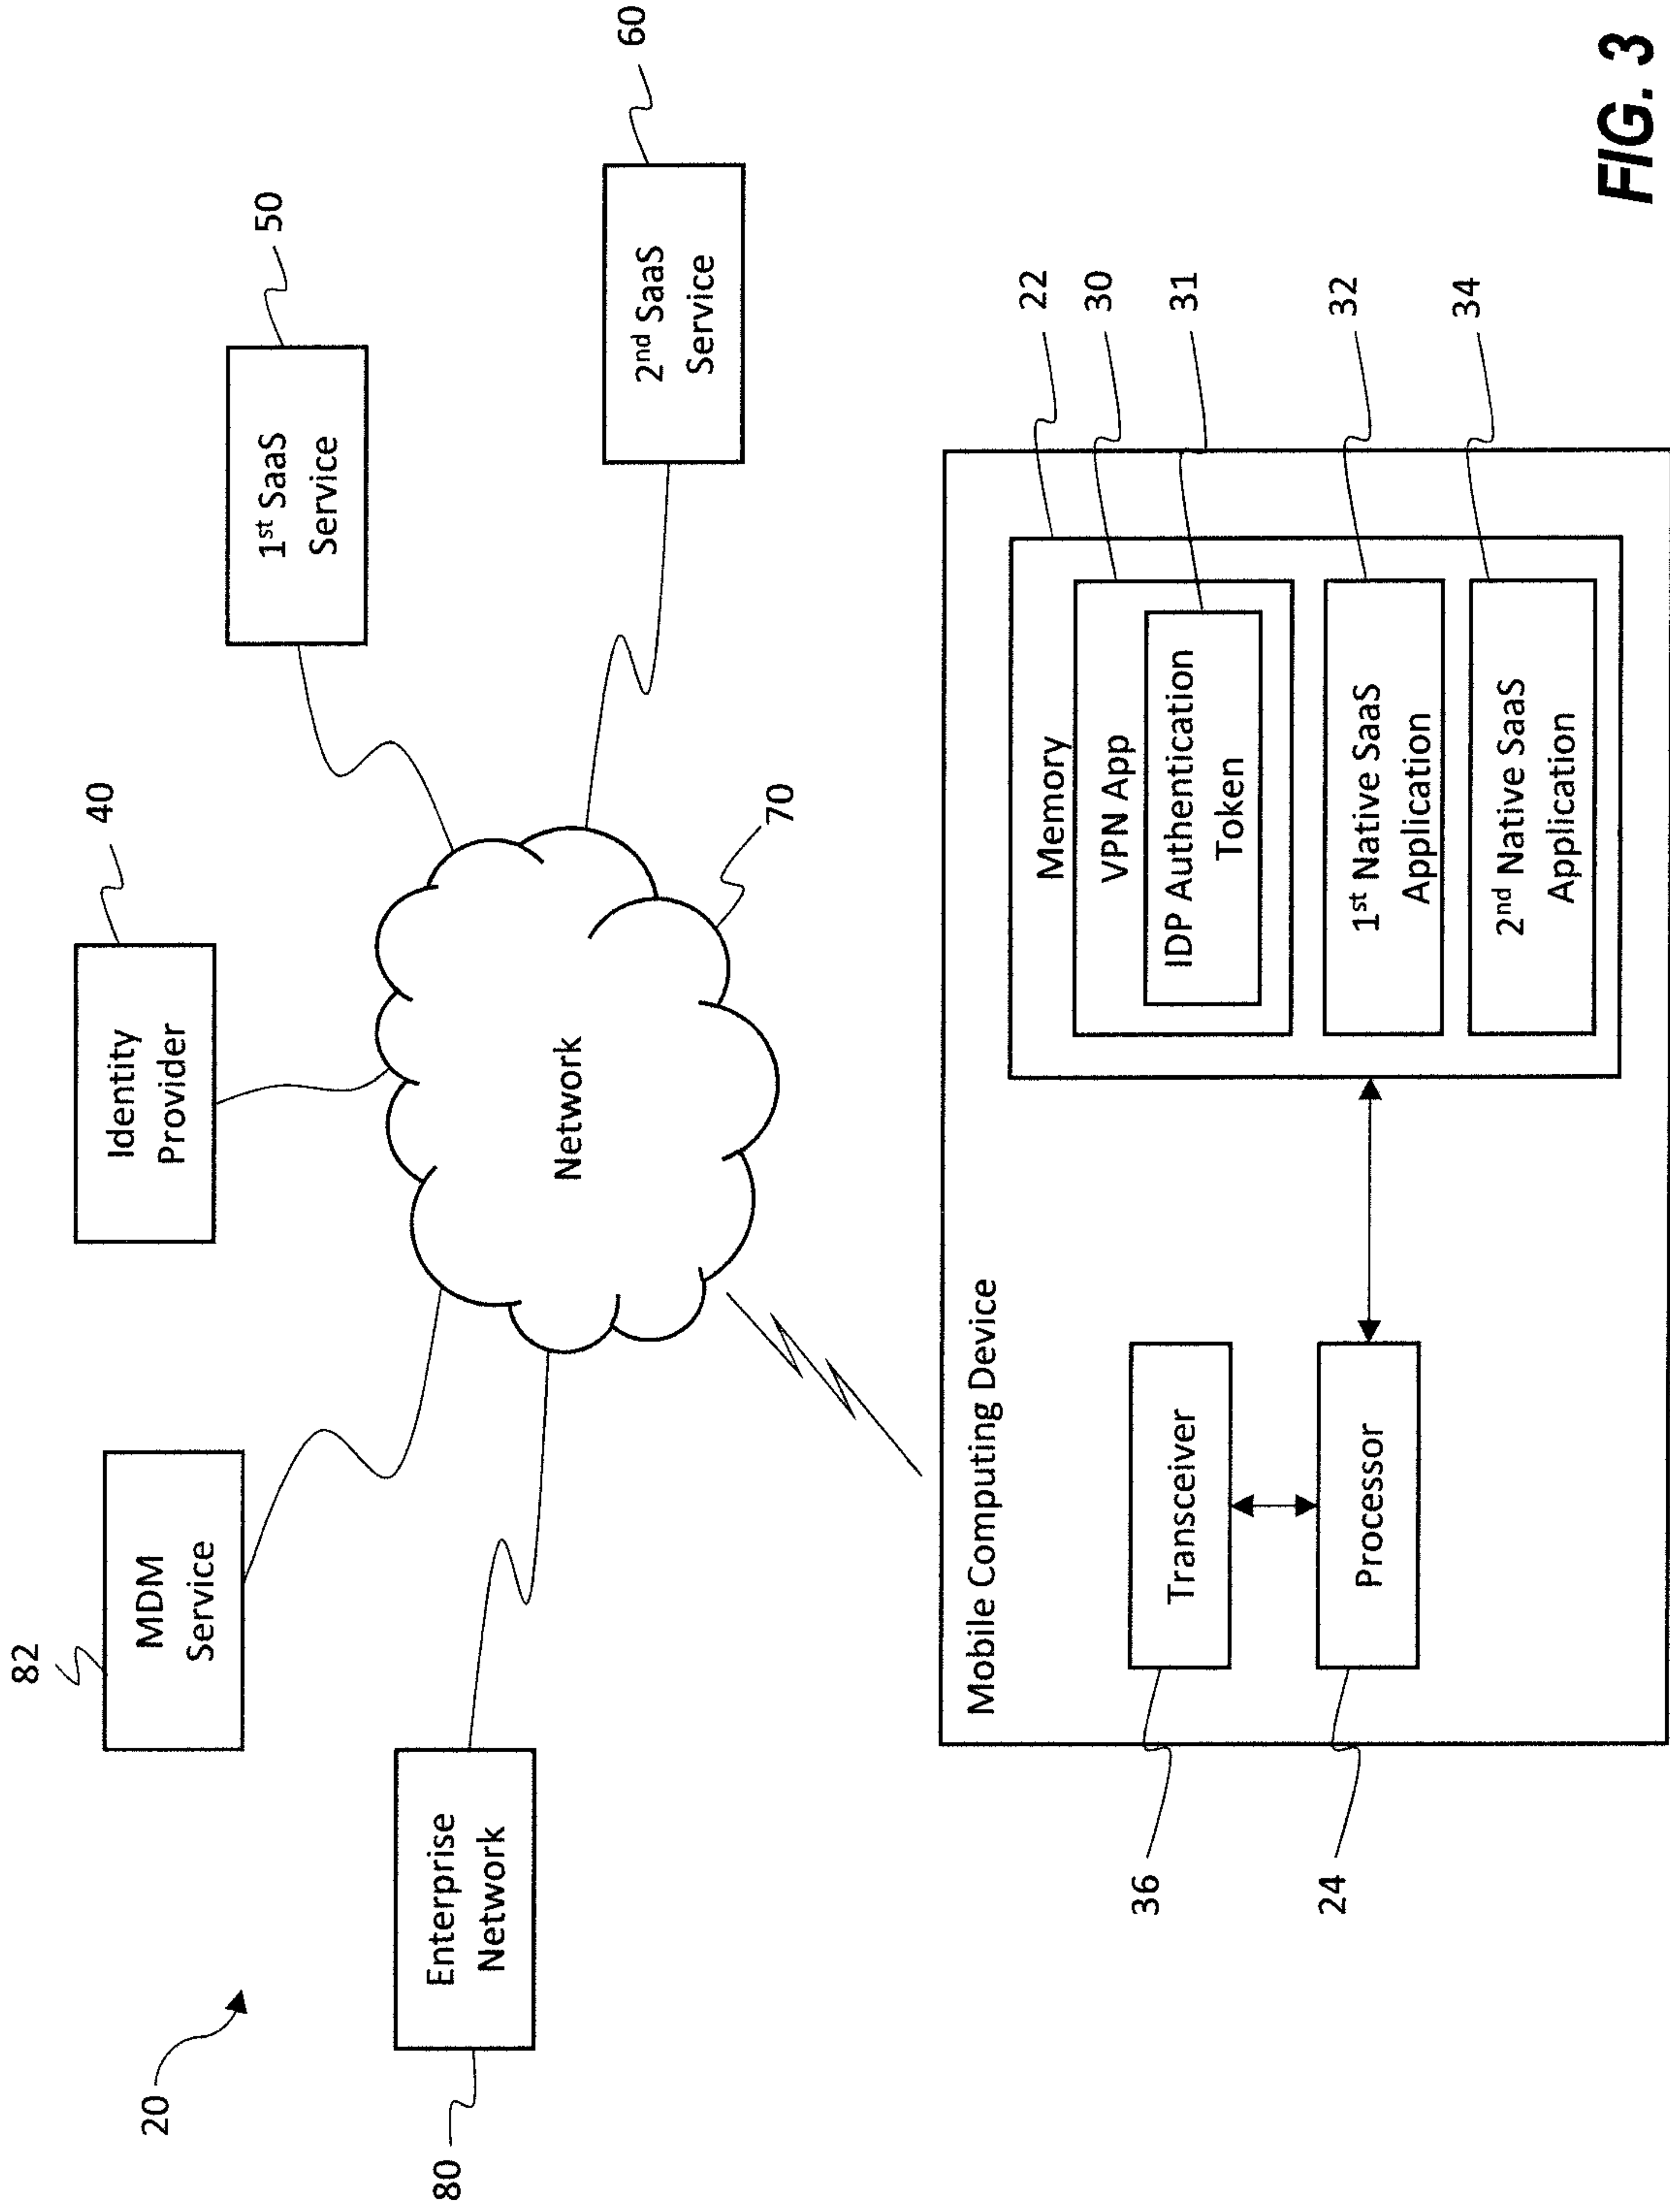 20
82
MDM
Service
40
Identity
Provider
50
1st SaaS
Service
60
2nd SaaS
Service
80
Enterprise
Network
Network
70
Mobile Computing Device
36
Transceiver
24
Processor
Memory
22
VPN App
30
IDP Authentication
Token
31
1st Native SaaS
Application
32
2nd Native SaaS
Application
34
FIG. 3